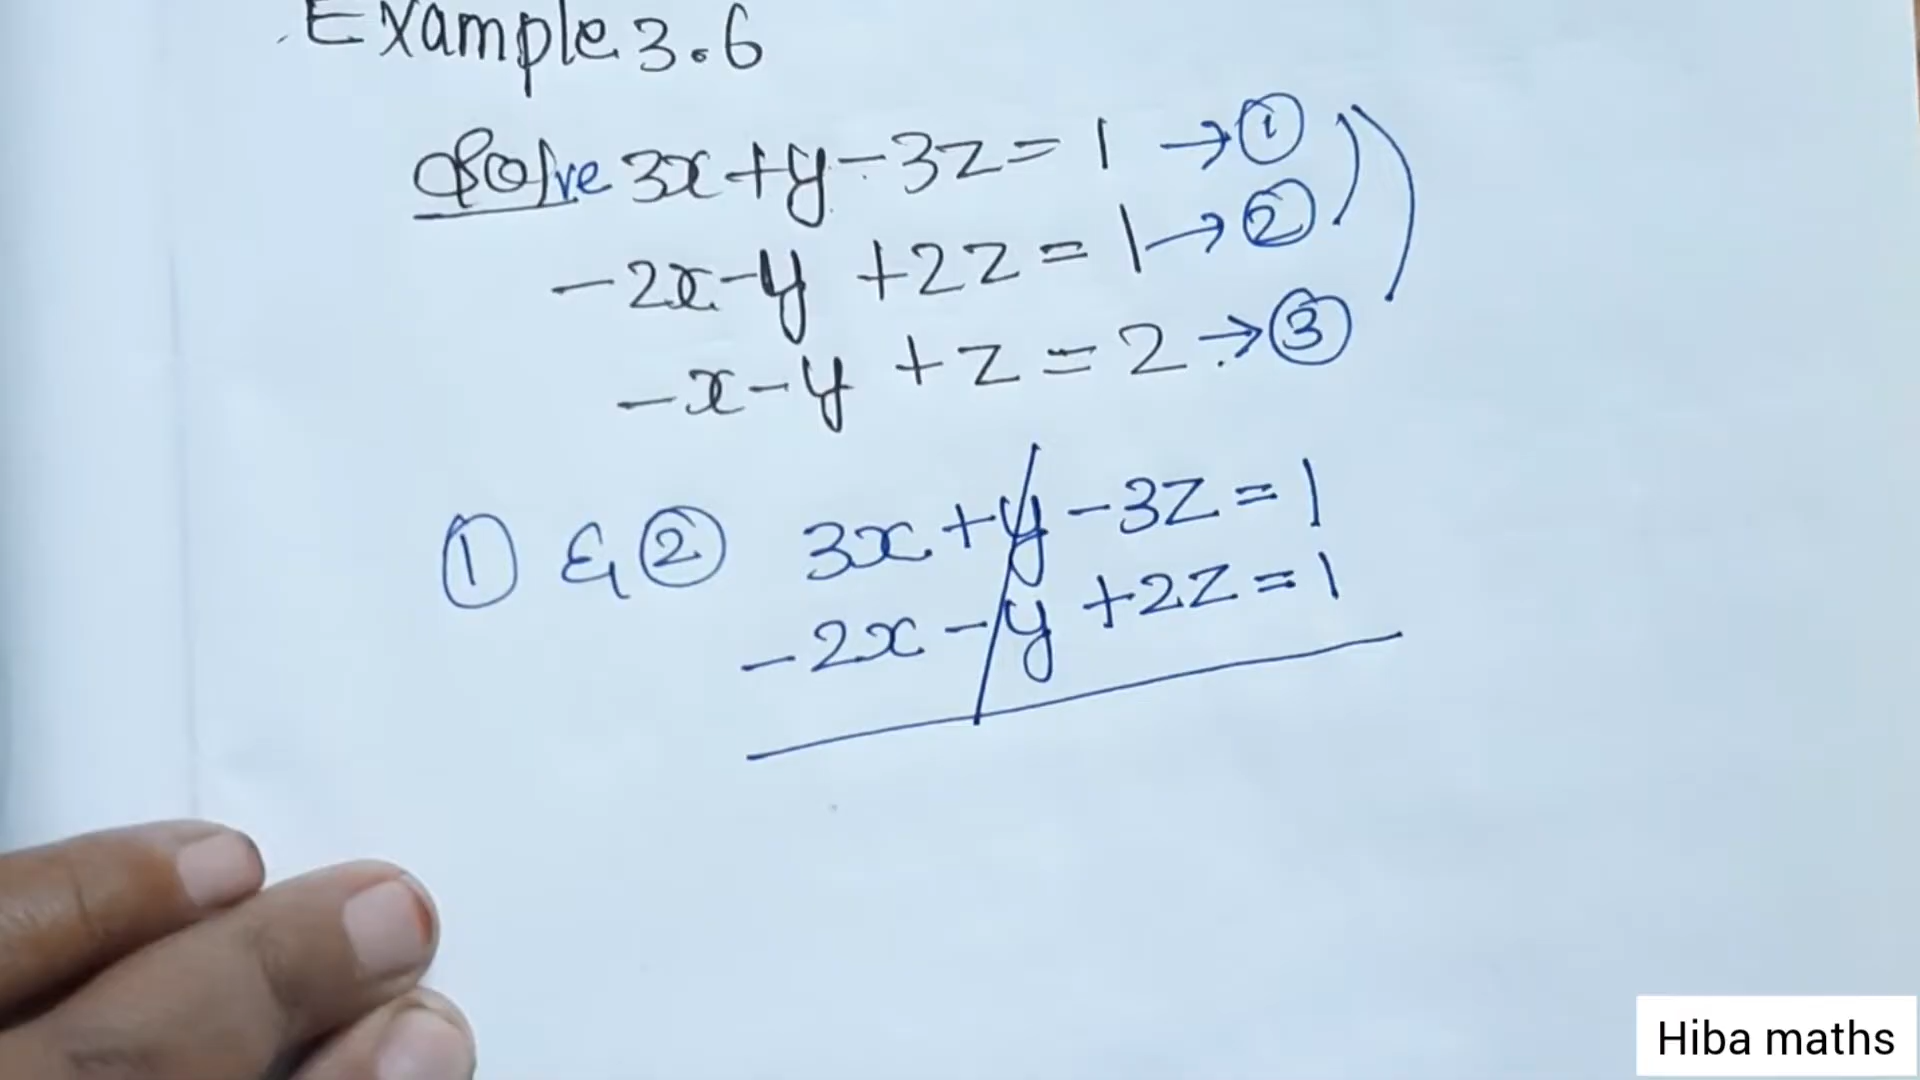 Example 3.6
Solve 3x+y-3z=1 →①
-2x-y+2z=1→②
-x-y+z=2→③
① & ② 3x+y-3z=1
-2x-y+2z=1
Hiba maths